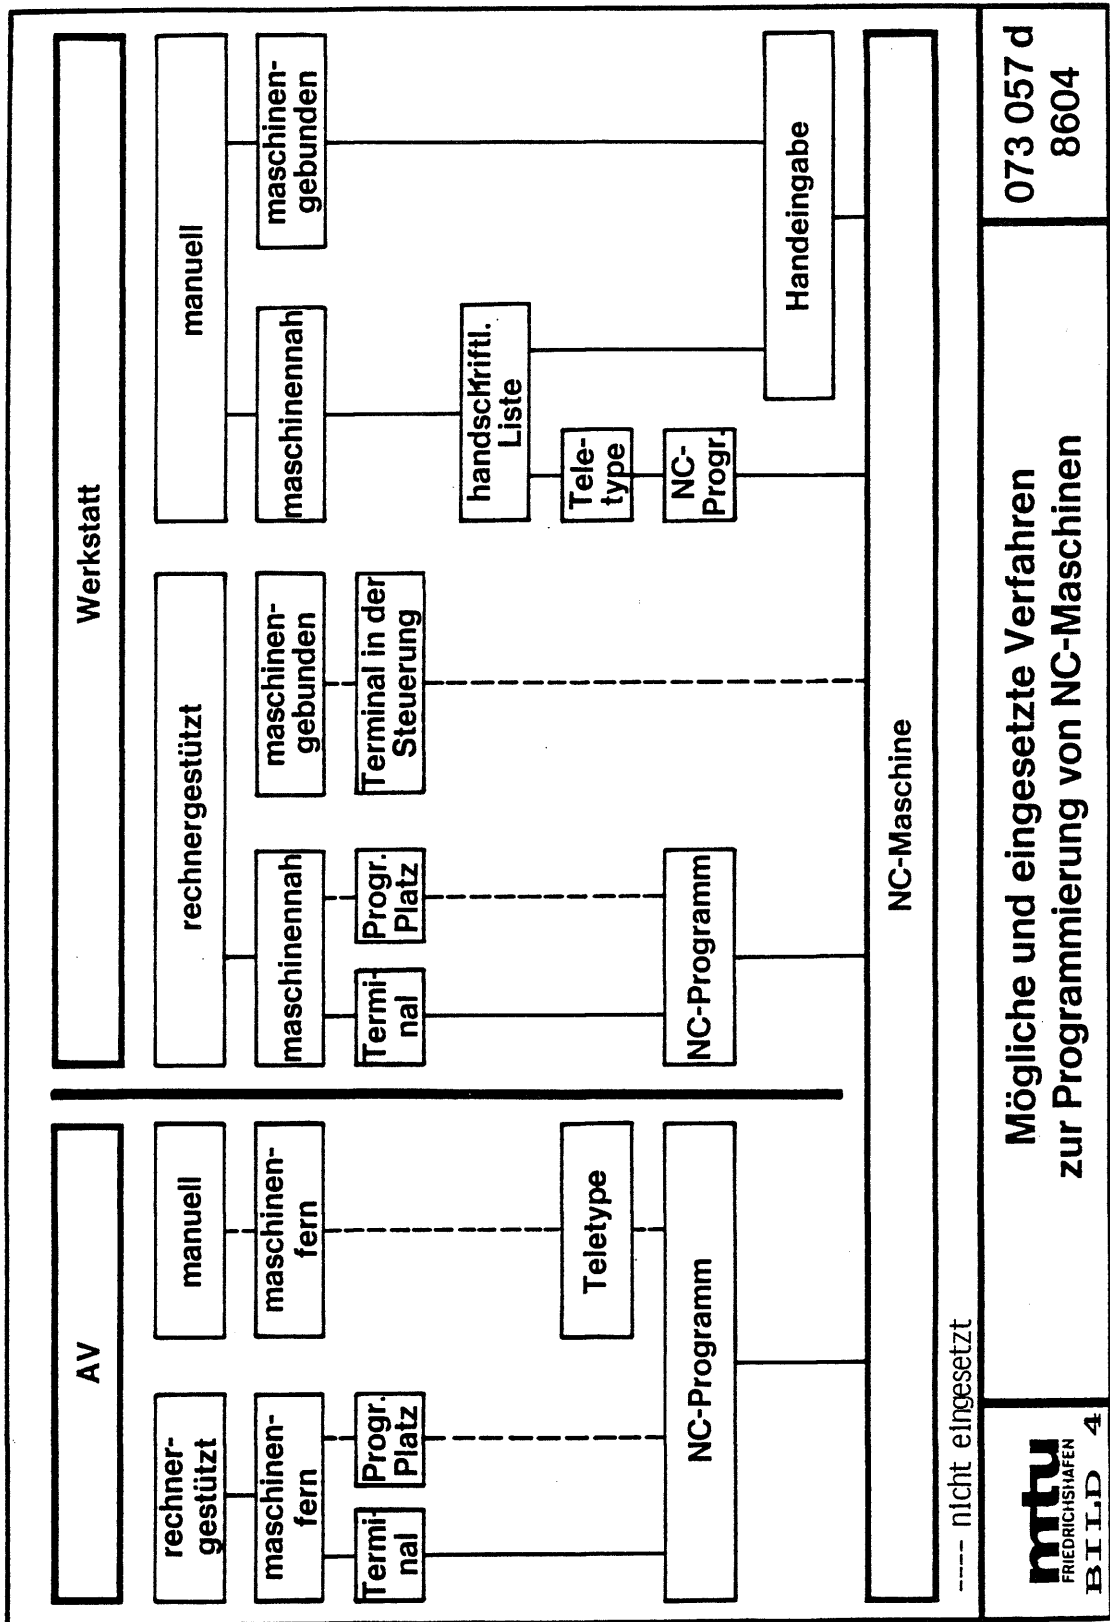 AV
Werkstatt
rechner-
gestützt
manuell
rechnergestützt
manuell
maschinen-
fern
maschinen-
fern
maschinennah
maschinen-
gebunden
maschinennah
maschinen-
gebunden
Termi-
nal
Progr.
Platz
Termi-
nal
Progr.
Platz
Terminal in der
Steuerung
handschriftl.
Liste
Teletype
Tele-
type
NC-Programm
NC-Programm
NC-
Progr.
Handeingabe
NC-Maschine
---- nicht eingesetzt
mtu
FRIEDRICHSHAFEN
BILD 4
Mögliche und eingesetzte Verfahren
zur Programmierung von NC-Maschinen
073 057 d
8604